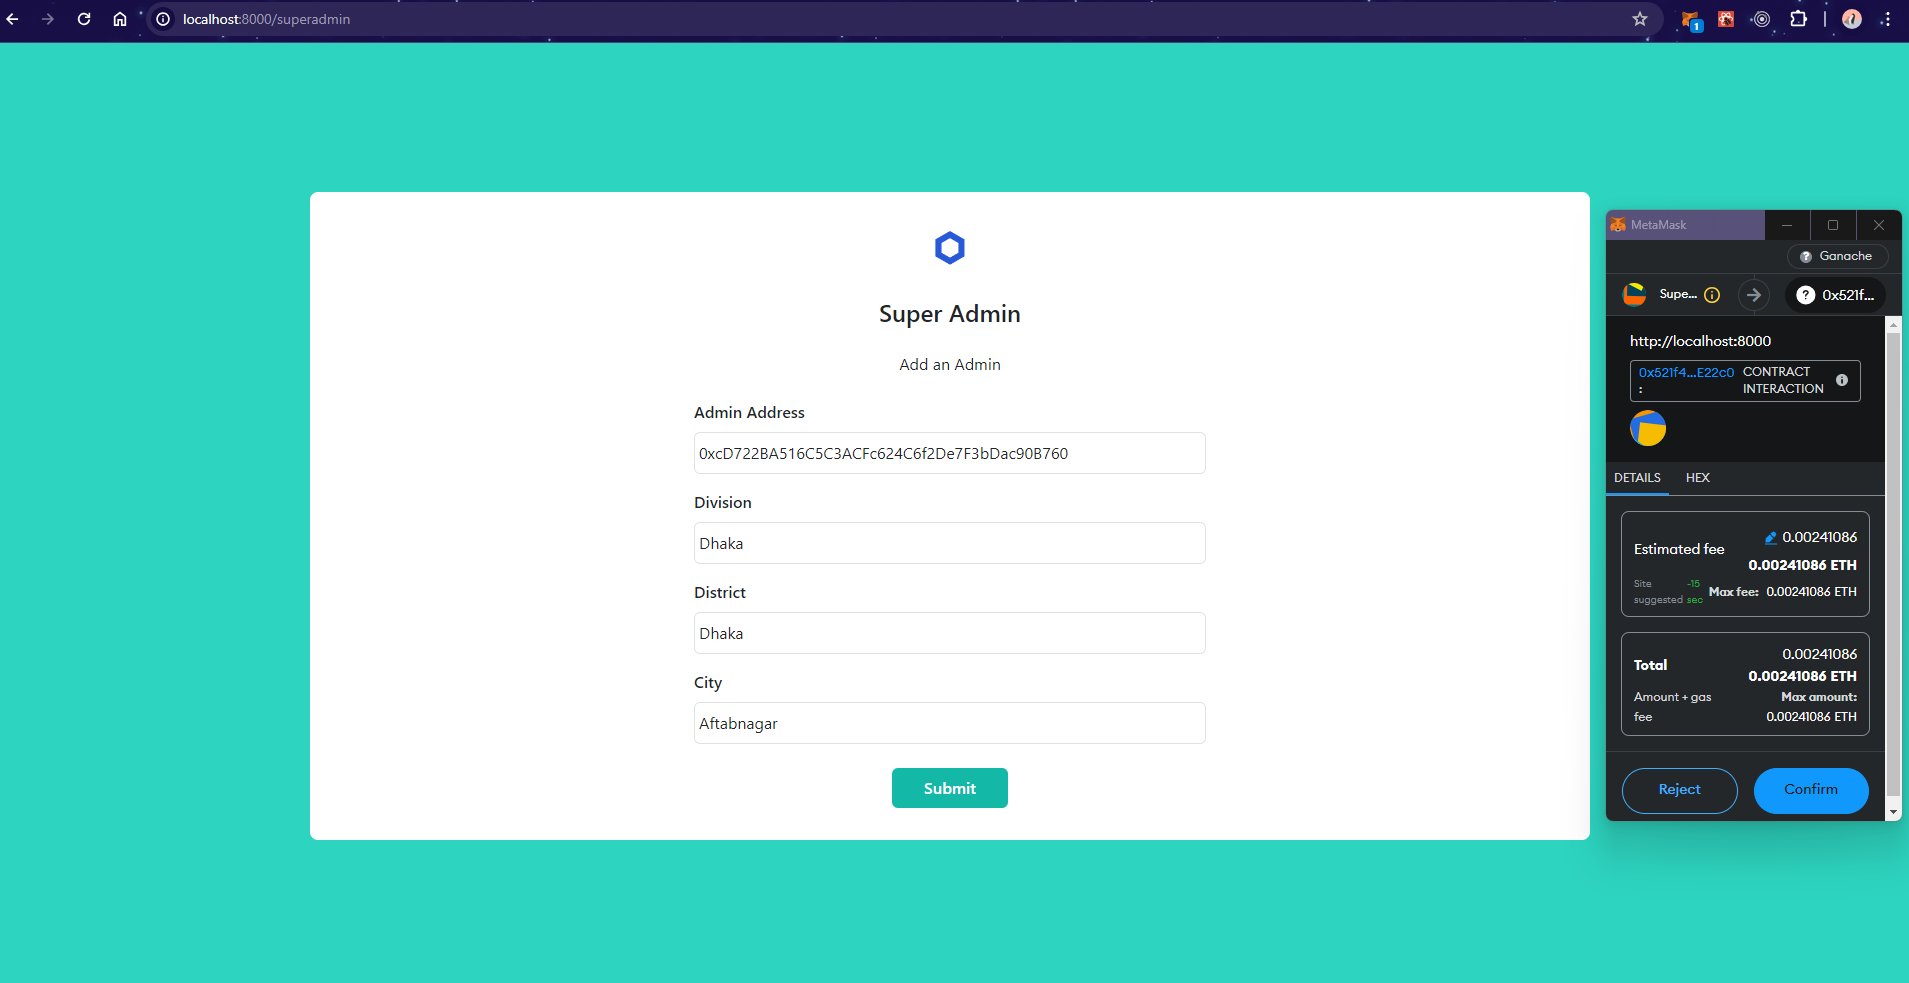 localhost:8000/superadmin
1
Super Admin
Add an Admin
Admin Address
0xcD722BA516C5C3ACFc624C6f2De7F3bDac90B760
Division
Dhaka
District
Dhaka
City
Aftabnagar
Submit
MetaMask
Ganache
Supe...
0x521f...
http://localhost:8000
0x521f4...E22c0
:
CONTRACT
INTERACTION
DETAILS HEX
Estimated fee
0.00241086
0.00241086 ETH
Site
suggested
-15
sec
Max fee: 0.00241086 ETH
Total
0.00241086
0.00241086 ETH
Amount + gas
fee
Max amount:
0.00241086 ETH
Reject Confirm